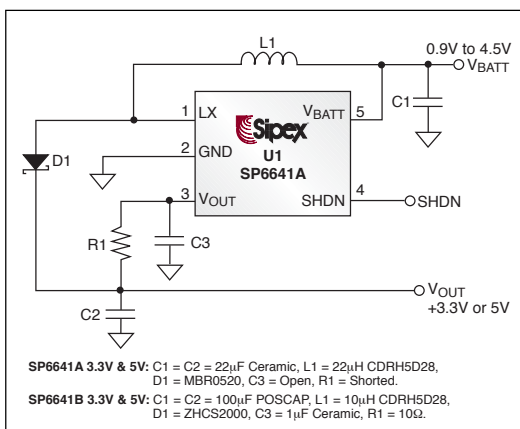 L1
0.9V to 4.5V
VBATT
C1
1 LX
VBATT 5
Sipex
U1
SP6641A
2 GND
D1
3 VOUT
SHDN 4
SHDN
R1
C3
VOUT
+3.3V or 5V
C2
SP6641A 3.3V & 5V: C1 = C2 = 22µF Ceramic, L1 = 22µH CDRH5D28,
D1 = MBR0520, C3 = Open, R1 = Shorted.
SP6641B 3.3V & 5V: C1 = C2 = 100µF POSCAP, L1 = 10µH CDRH5D28,
D1 = ZHCS2000, C3 = 1µF Ceramic, R1 = 10Ω.